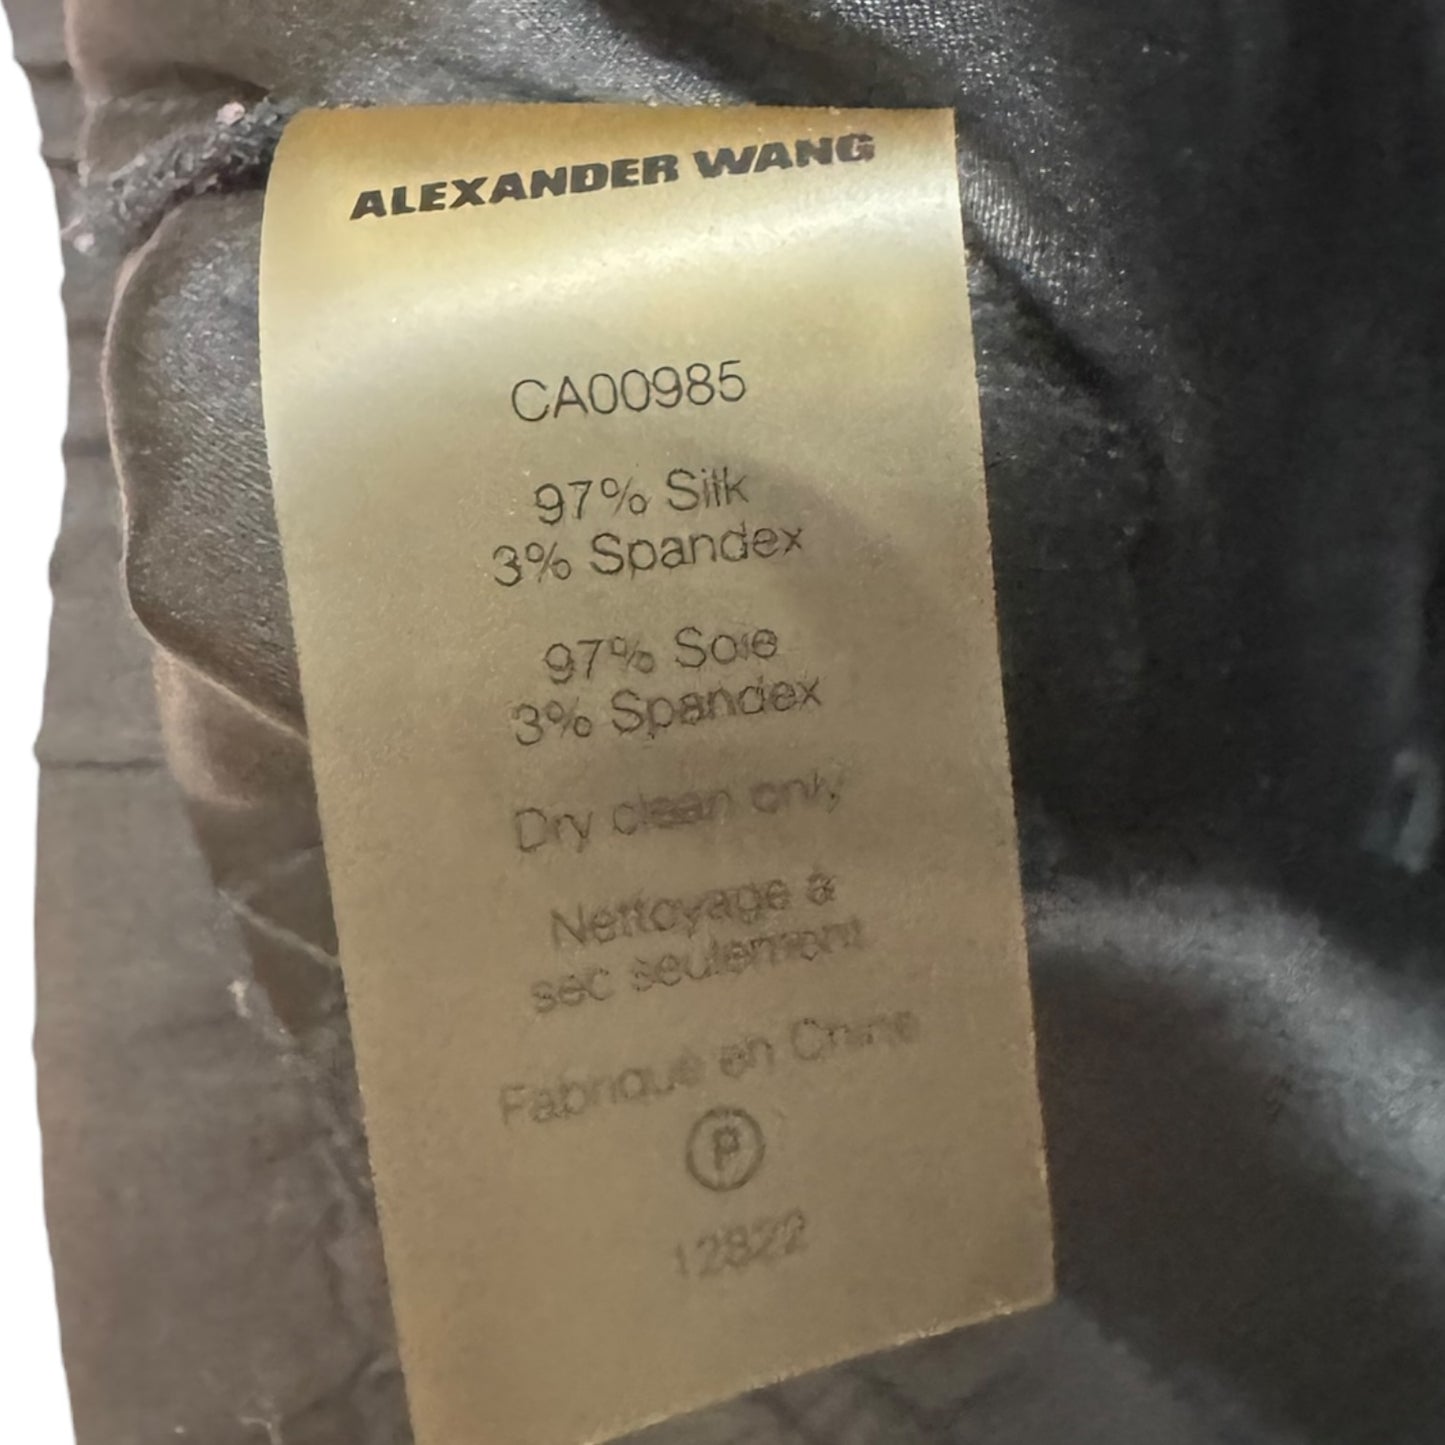 ALEXANDER WANG
CA00985
97% Silk
3% Spandex
97% Soie
3% Spandex
Dry clean only
Nettoyage à
sec seulement
Fabrique en Chine
P
12822